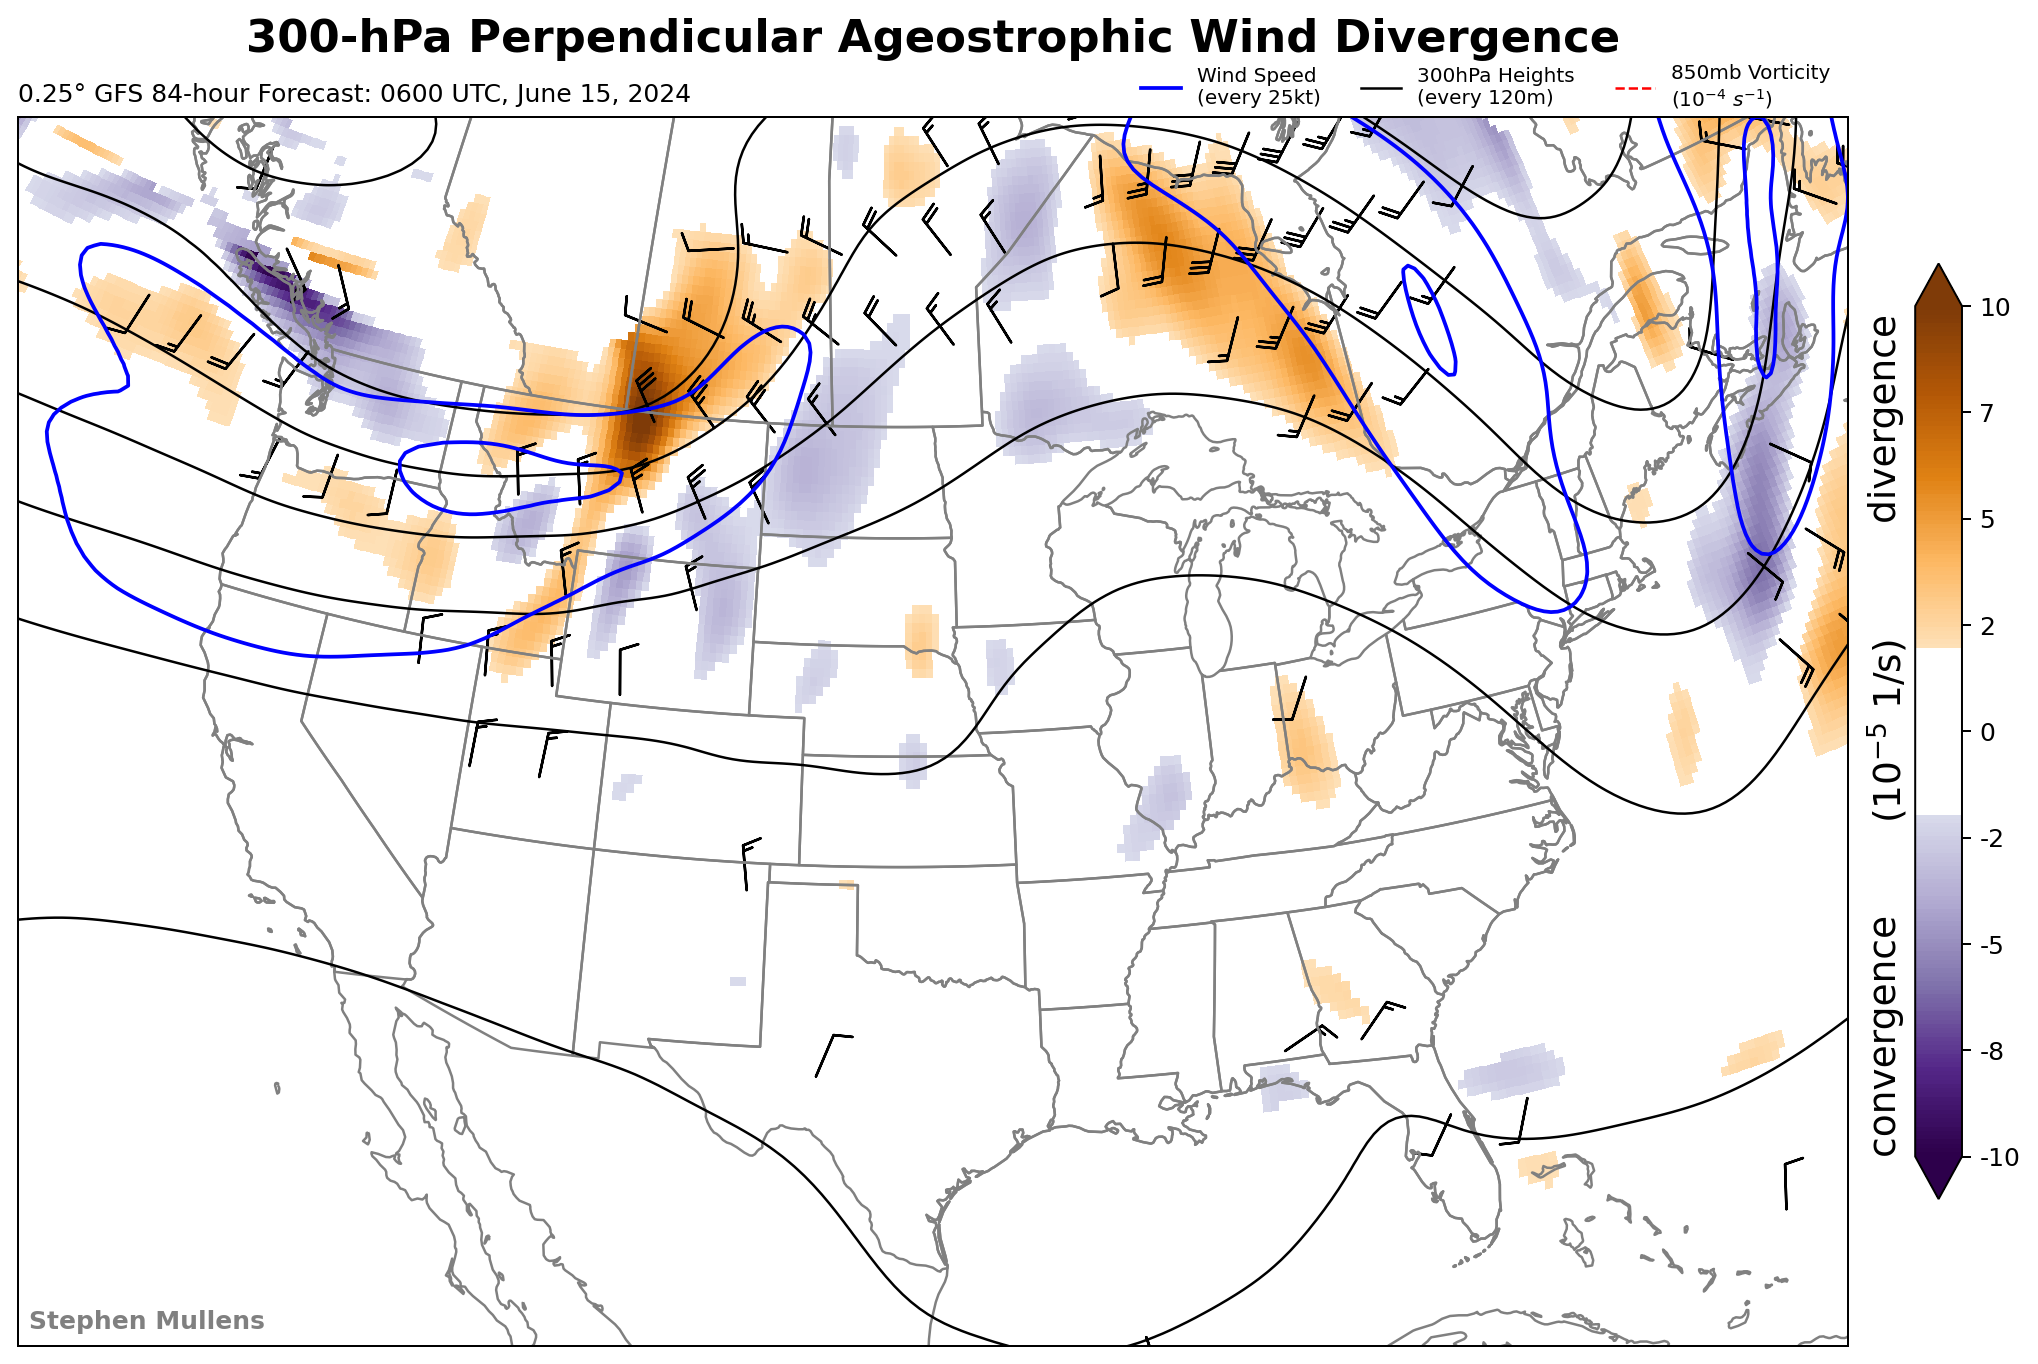 300-hPa Perpendicular Ageostrophic Wind Divergence
0.25° GFS 84-hour Forecast: 0600 UTC, June 15, 2024
Wind Speed
(every 25kt)
300hPa Heights
(every 120m)
850mb Vorticity
(10⁻⁴ s⁻¹)
10
7
5
2
0
-2
-5
-8
-10
convergence (10⁻⁵ 1/s) divergence
Stephen Mullens